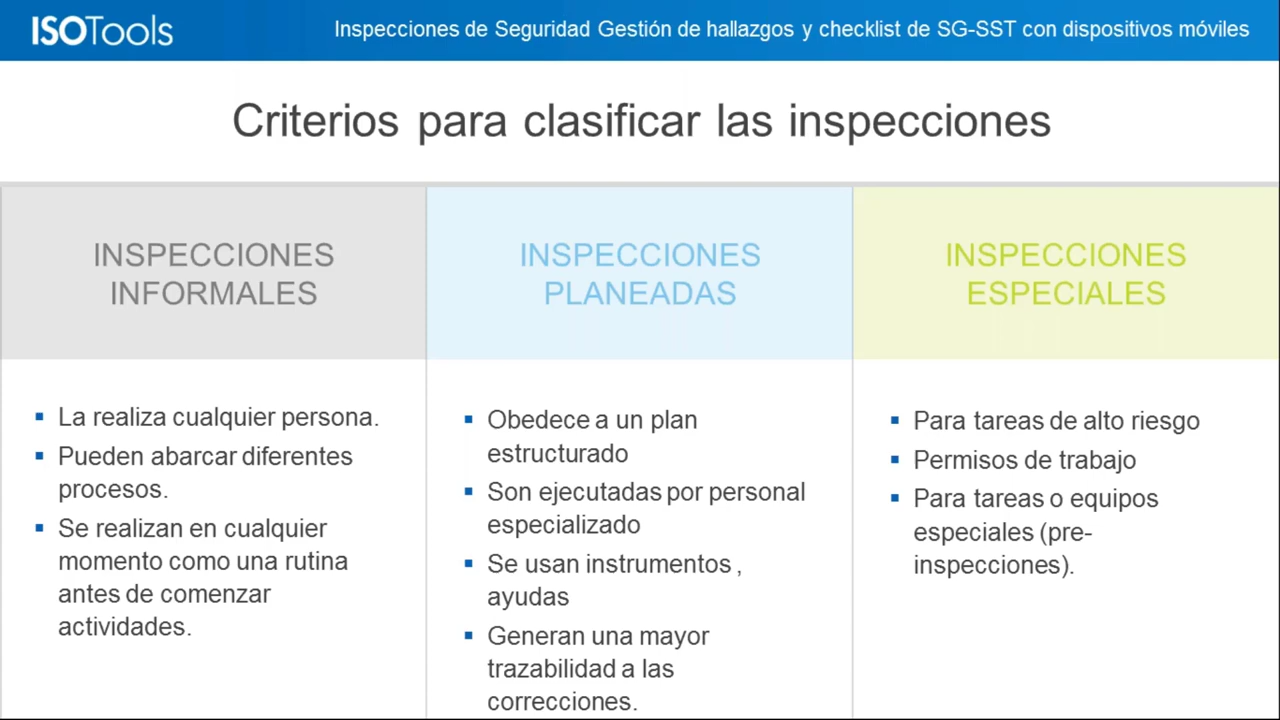 ISOTools
Inspecciones de Seguridad Gestión de hallazgos y checklist de SG-SST con dispositivos móviles
Criterios para clasificar las inspecciones
INSPECCIONES
INFORMALES
▪ La realiza cualquier persona.
▪ Pueden abarcar diferentes
procesos.
▪ Se realizan en cualquier
momento como una rutina
antes de comenzar
actividades.
INSPECCIONES
PLANEADAS
▪ Obedece a un plan
estructurado
▪ Son ejecutadas por personal
especializado
▪ Se usan instrumentos ,
ayudas
▪ Generan una mayor
trazabilidad a las
correcciones.
INSPECCIONES
ESPECIALES
▪ Para tareas de alto riesgo
▪ Permisos de trabajo
▪ Para tareas o equipos
especiales (pre-
inspecciones).